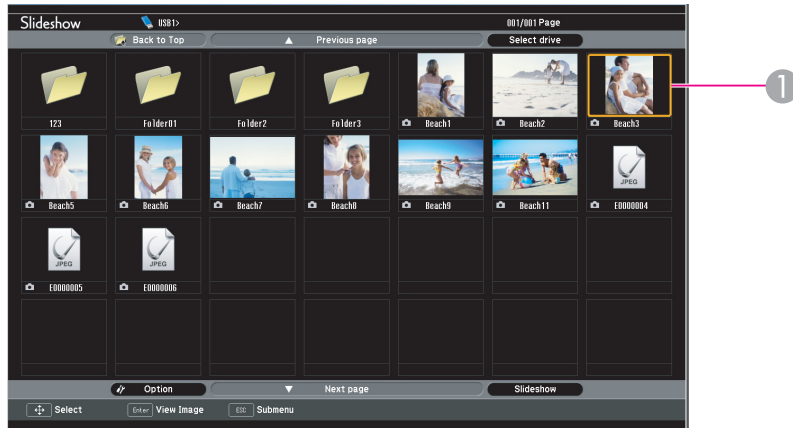 Slideshow USB1> 001/001 Page
Back to Top Previous page Select drive
123 Folder01 Folder2 Folder3 Beach1 Beach2 Beach3
1
JPEG
Beach5 Beach6 Beach7 Beach8 Beach9 Beach11 E0000004
JPEG JPEG
E0000005 E0000006
Option Next page Slideshow
Select Enter View Image ESC Submenu